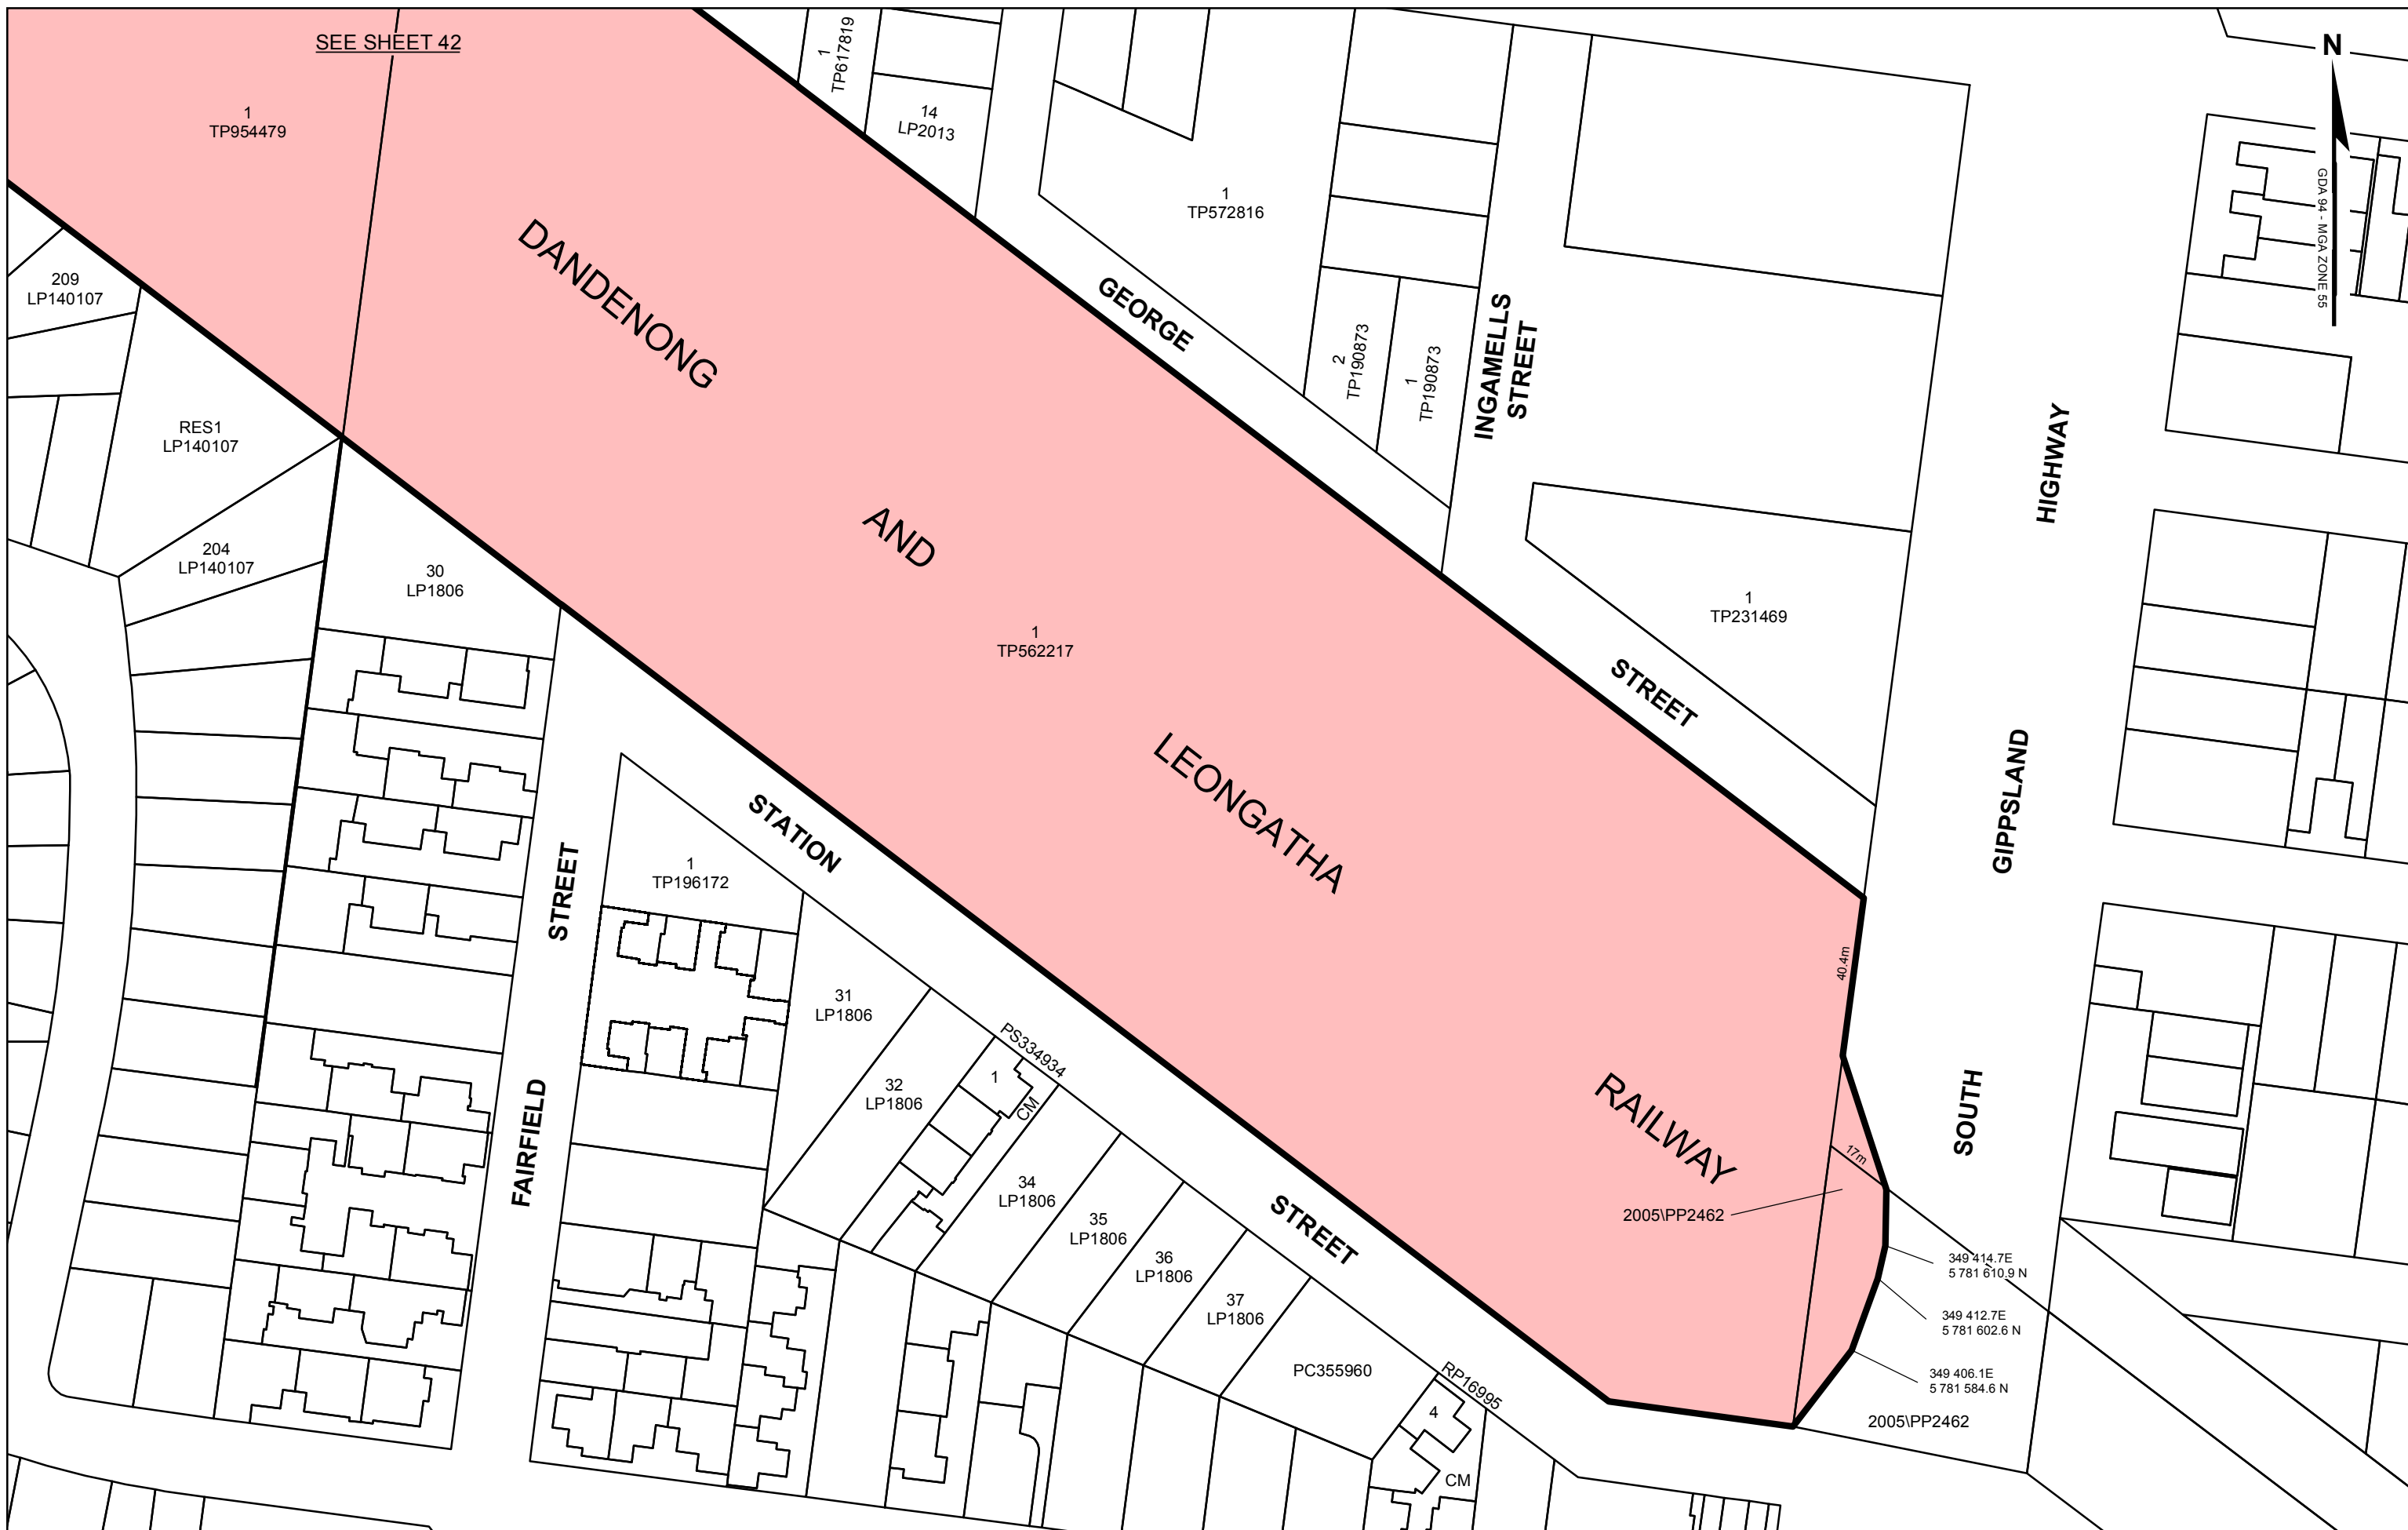 SEE SHEET 42
1
TP954479
1
TP617819
14
LP2013
1
TP572816
N
GDA 94 - MGA ZONE 55
209
LP140107
RES1
LP140107
204
LP140107
30
LP1806
DANDENONG
AND
LEONGATHA
RAILWAY
GEORGE
STREET
2
TP190873
1
TP190873
INGAMELLS
STREET
1
TP231469
1
TP562217
HIGHWAY
GIPPSLAND
SOUTH
STATION
STREET
STREET
FAIRFIELD
1
TP196172
31
LP1806
32
LP1806
PS334934
1
CM
34
LP1806
35
LP1806
36
LP1806
37
LP1806
PC355960
RP16995
4
CM
40.4m
17m
2005\PP2462
349 414.7E
5 781 610.9 N
349 412.7E
5 781 602.6 N
349 406.1E
5 781 584.6 N
2005\PP2462